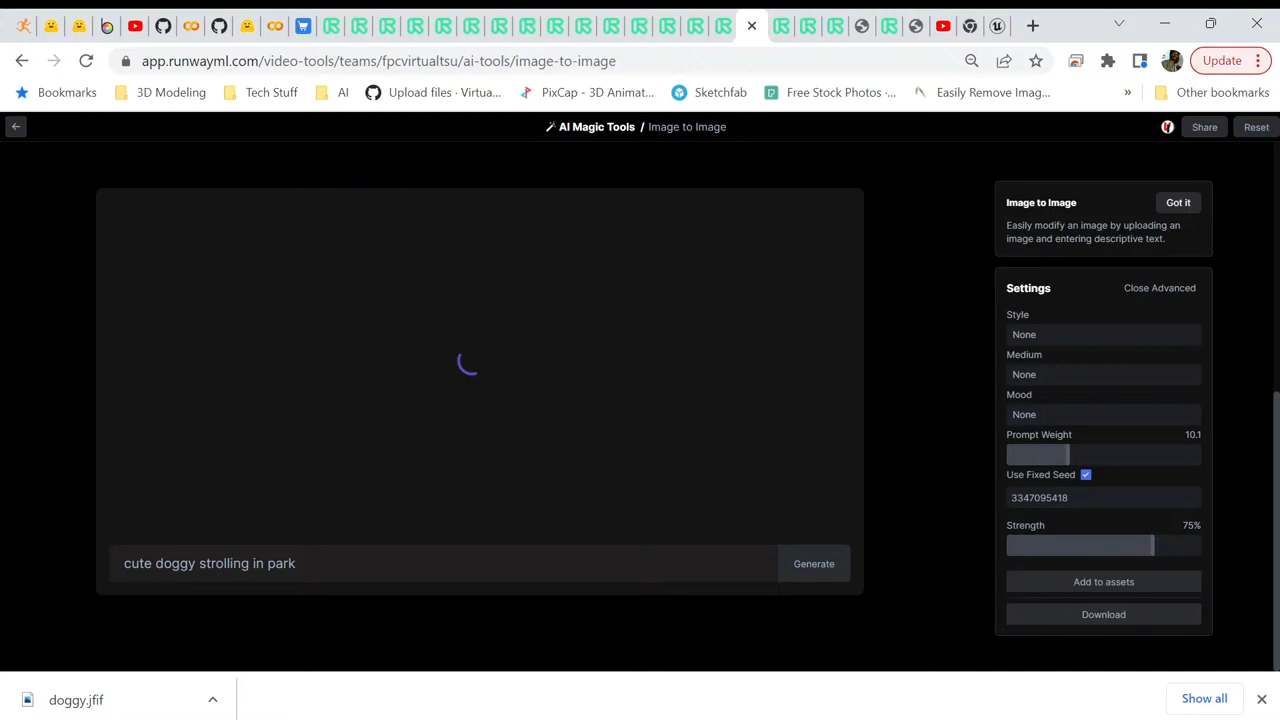 app.runwayml.com/video-tools/teams/fpcvirtualtsu/ai-tools/image-to-image
Update
Bookmarks
3D Modeling
Tech Stuff
AI
Upload files · Virtua...
PixCap - 3D Animat...
Sketchfab
Free Stock Photos ·...
Easily Remove Imag...
»
Other bookmarks
AI Magic Tools / Image to Image
Share
Reset
Image to Image
Got it
Easily modify an image by uploading an
image and entering descriptive text.
Settings
Close Advanced
Style
None
Medium
None
Mood
None
Prompt Weight
10.1
Use Fixed Seed
3347095418
Strength
75%
Add to assets
Download
cute doggy strolling in park
Generate
doggy.jfif
Show all